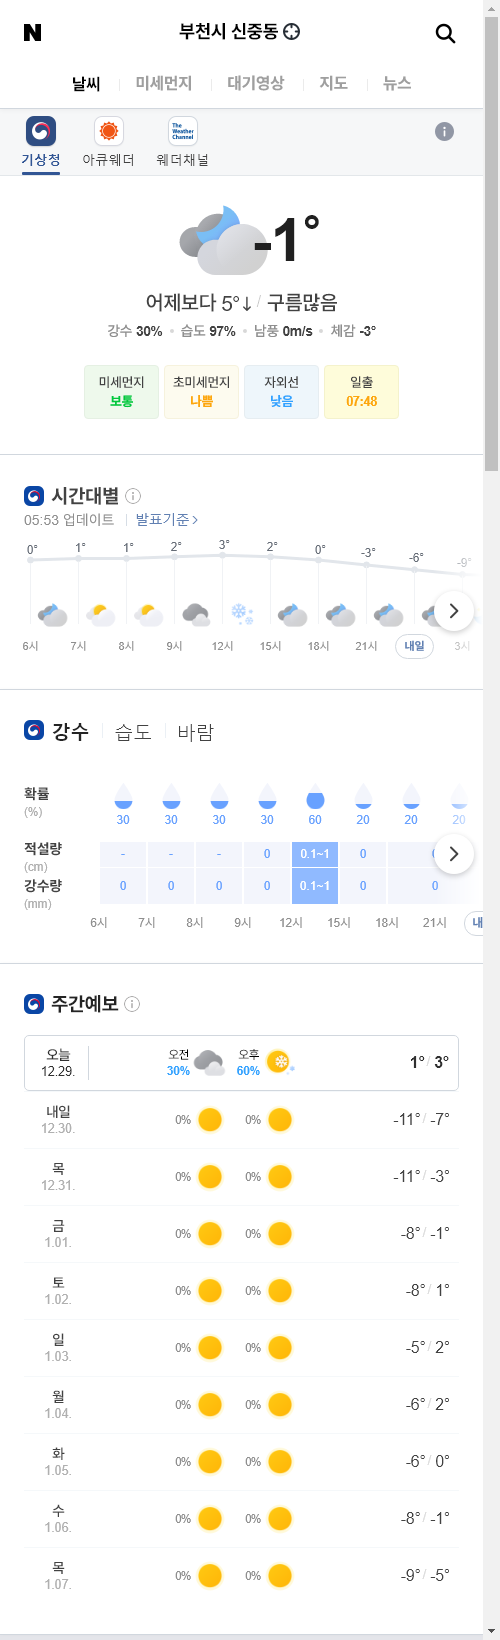 N 부천시 신중동
날씨 미세먼지 대기영상 지도 뉴스
The Weather Channel
기상청 아큐웨더 웨더채널
-1°
어제보다 5°↓ / 구름많음
강수 30% • 습도 97% • 남풍 0m/s • 체감 -3°
미세먼지 초미세먼지 자외선 일출
보통 나쁨 낮음 07:48
시간대별
05:53 업데이트 발표기준 >
0° 1° 1° 2° 3° 2° 0° -3° -6° -9°
6시 7시 8시 9시 12시 15시 18시 21시 내일 3시
강수 습도 바람
확률
(%)
30 30 30 30 60 20 20 20
적설량
(cm)
- - - 0 0.1~1 0
강수량
(mm)
0 0 0 0 0.1~1 0 0
6시 7시 8시 9시 12시 15시 18시 21시 내
주간예보
오늘 오전 오후
12.29. 30% 60% 1° / 3°
내일
12.30. 0% 0% -11° / -7°
목
12.31. 0% 0% -11° / -3°
금
1.01. 0% 0% -8° / -1°
토
1.02. 0% 0% -8° / 1°
일
1.03. 0% 0% -5° / 2°
월
1.04. 0% 0% -6° / 2°
화
1.05. 0% 0% -6° / 0°
수
1.06. 0% 0% -8° / -1°
목
1.07. 0% 0% -9° / -5°